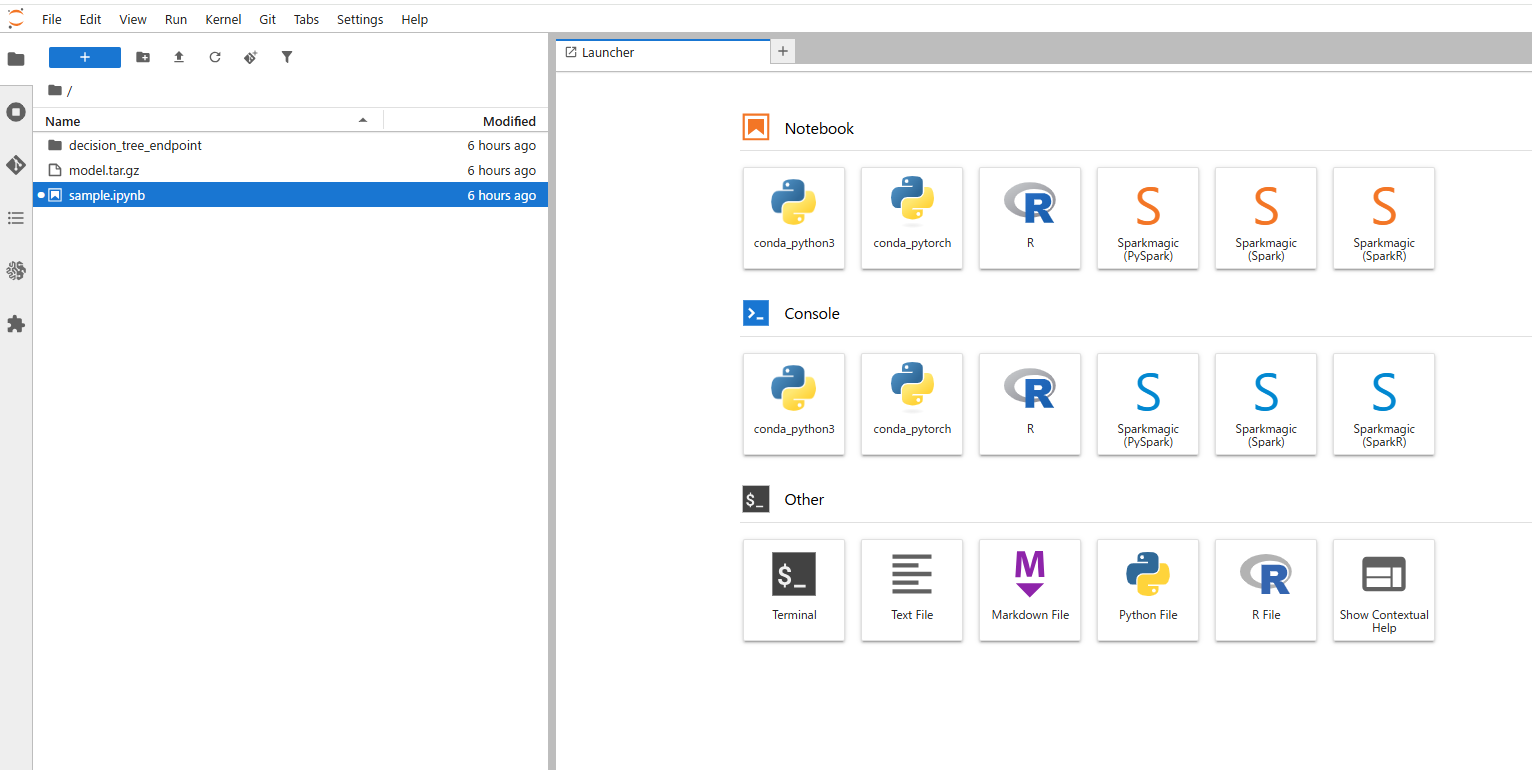 File Edit View Run Kernel Git Tabs Settings Help
+
/
Name Modified
decision_tree_endpoint 6 hours ago
model.tar.gz 6 hours ago
sample.ipynb 6 hours ago
Launcher +
Notebook
conda_python3
conda_pytorch
R
Sparkmagic
(PySpark)
Sparkmagic
(Spark)
Sparkmagic
(SparkR)
Console
conda_python3
conda_pytorch
R
Sparkmagic
(PySpark)
Sparkmagic
(Spark)
Sparkmagic
(SparkR)
$_ Other
$_
Terminal
Text File
M
Markdown File
Python File
R File
Show Contextual
Help